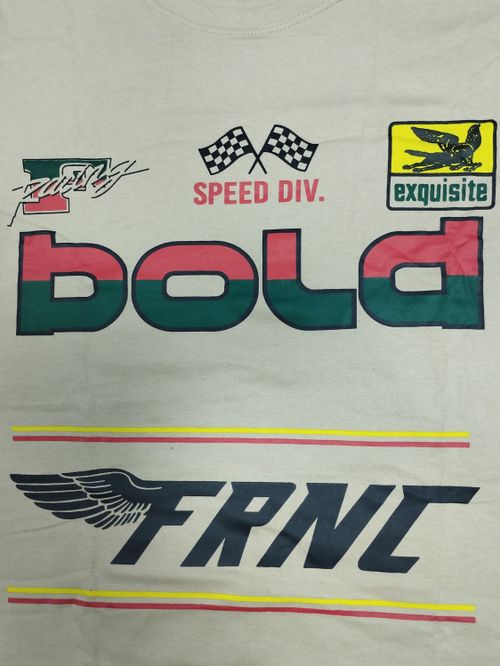 F racing
SPEED DIV.
exquisite
bold
FRNC